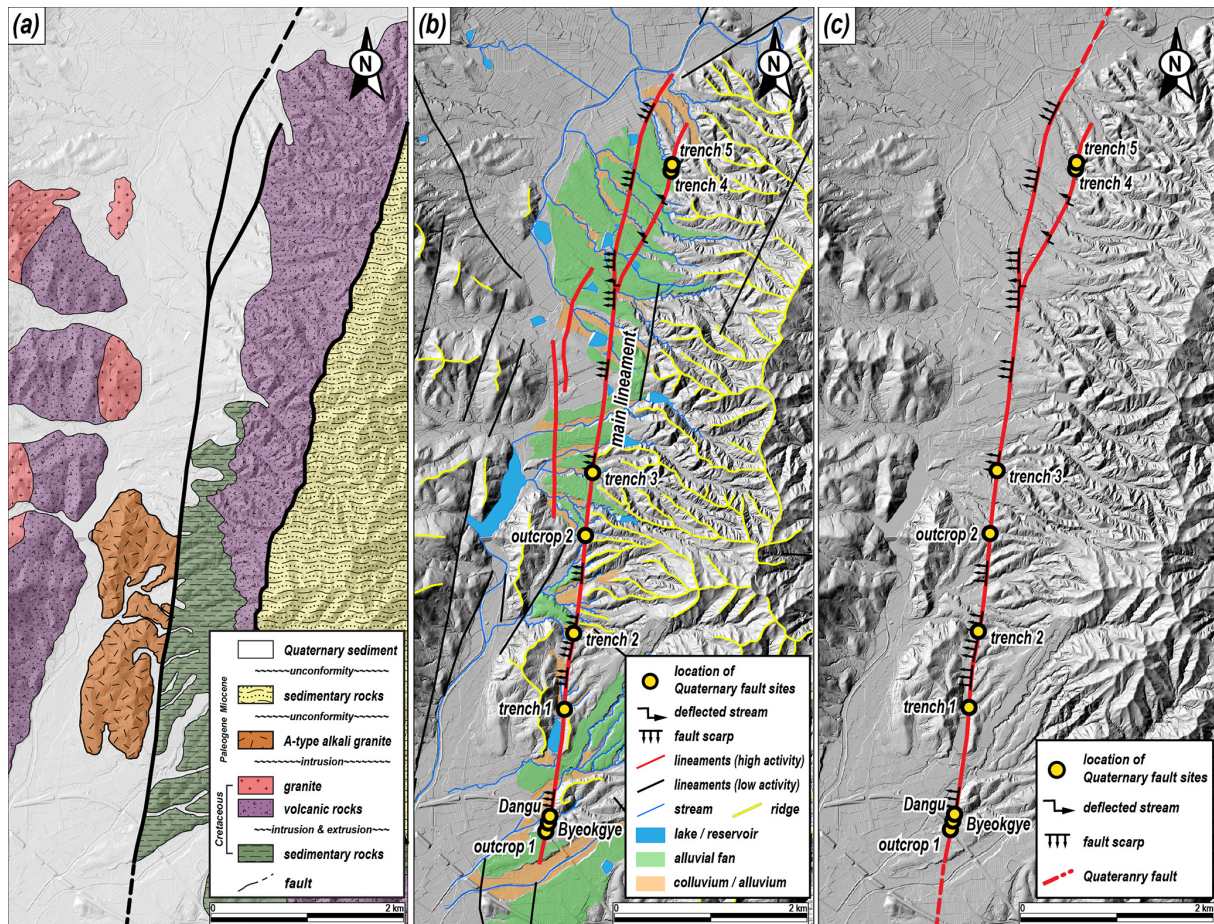 (a)
N
Quaternary sediment
unconformity
sedimentary rocks
unconformity
A-type alkali granite
intrusion
granite
volcanic rocks
intrusion & extrusion
sedimentary rocks
fault
Paleogene Miocene
Cretaceous
0 2 km
(b)
N
trench 5
trench 4
main lineament
trench 3
outcrop 2
trench 2
trench 1
Dangu
Byeokgye
outcrop 1
location of
Quaternary fault sites
deflected stream
fault scarp
lineaments (high activity)
lineaments (low activity)
stream
ridge
lake / reservoir
alluvial fan
colluvium / alluvium
0 2 km
(c)
N
trench 5
trench 4
trench 3
outcrop 2
trench 2
trench 1
Dangu
Byeokgye
outcrop 1
location of
Quaternary fault sites
deflected stream
fault scarp
Quateranry fault
0 2 km